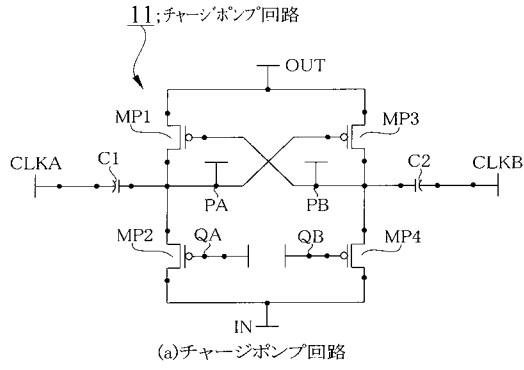 11;チャージポンプ回路
OUT
MP1
MP3
CLKA
C1
C2
CLKB
PA
PB
MP2
QA
QB
MP4
IN
(a)チャージポンプ回路